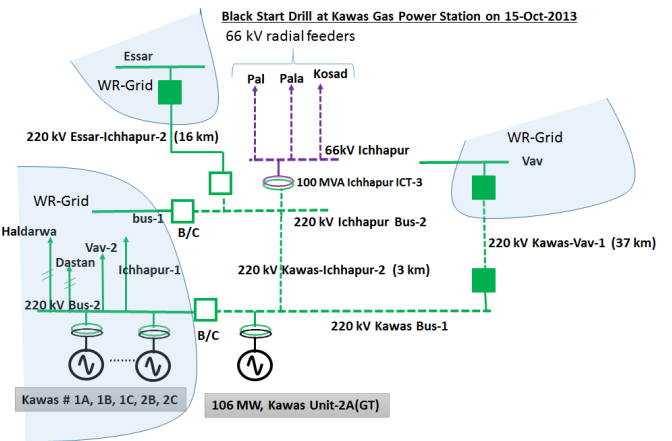 Black Start Drill at Kawas Gas Power Station on 15-Oct-2013
66 kV radial feeders
Essar
WR-Grid
Pal
Pala
Kosad
220 kV Essar-Ichhapur-2 (16 km)
66kV Ichhapur
WR-Grid
Vav
100 MVA Ichhapur ICT-3
WR-Grid
bus-1
B/C
220 kV Ichhapur Bus-2
Haldarwa
Vav-2
Dastan
Ichhapur-1
220 kV Kawas-Vav-1 (37 km)
220 kV Kawas-Ichhapur-2 (3 km)
220 kV Bus-2
B/C
220 kV Kawas Bus-1
Kawas # 1A, 1B, 1C, 2B, 2C
106 MW, Kawas Unit-2A(GT)